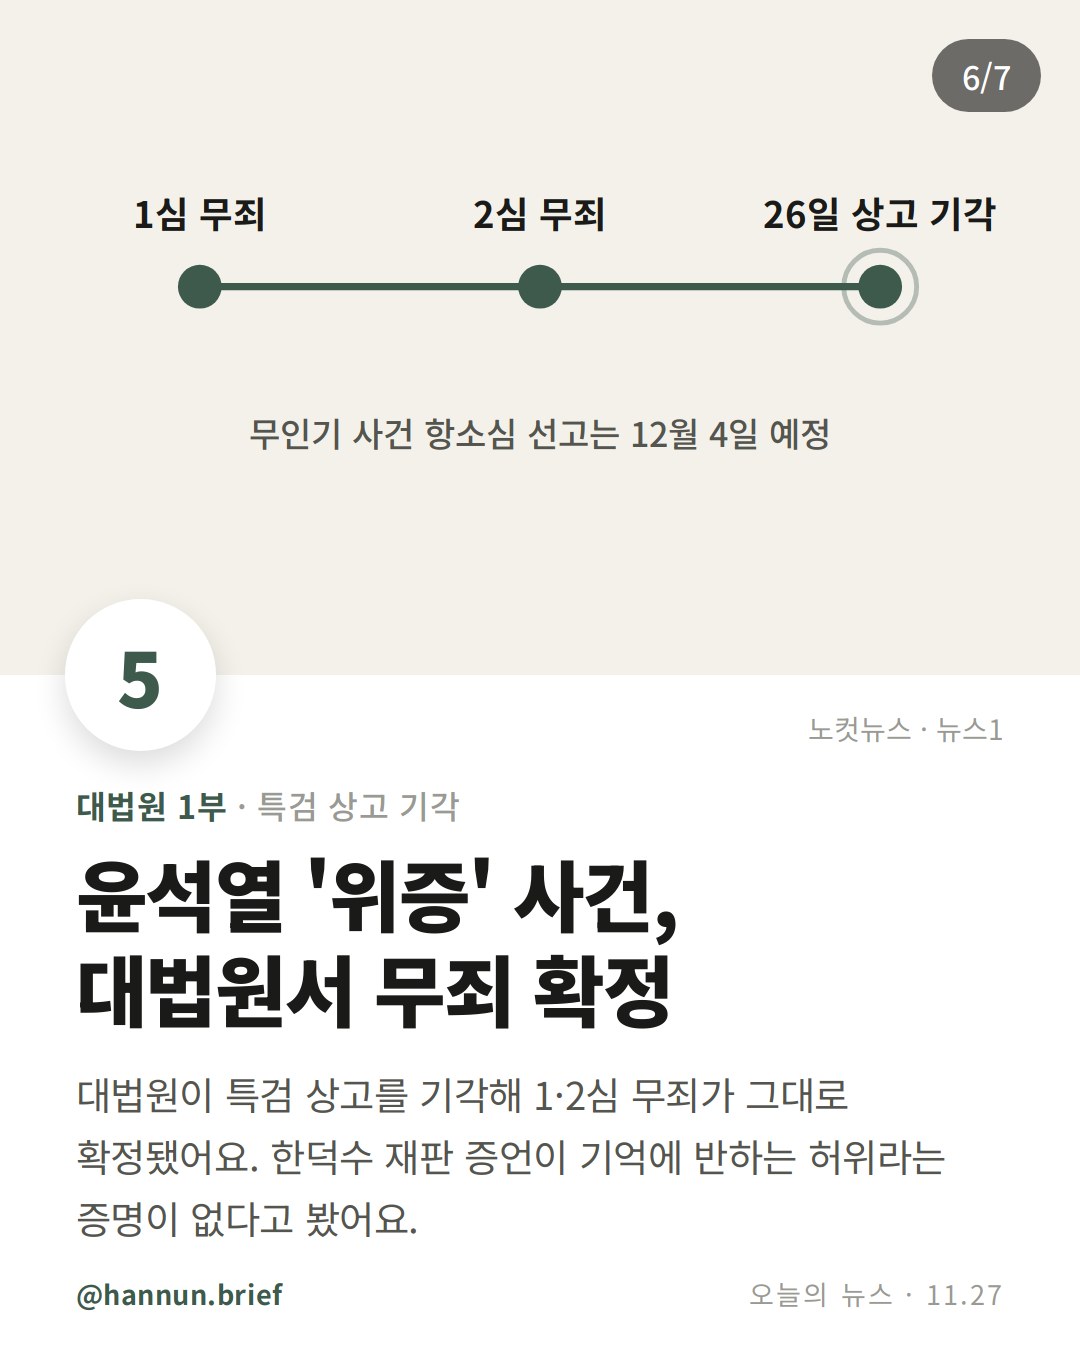 6/7
1심 무죄
2심 무죄
26일 상고 기각
무인기 사건 항소심 선고는 12월 4일 예정
5
노컷뉴스 · 뉴스1
대법원 1부 · 특검 상고 기각
윤석열 '위증' 사건,
대법원서 무죄 확정
대법원이 특검 상고를 기각해 1·2심 무죄가 그대로
확정됐어요. 한덕수 재판 증언이 기억에 반하는 허위라는
증명이 없다고 봤어요.
@hannun.brief
오늘의 뉴스 · 11.27